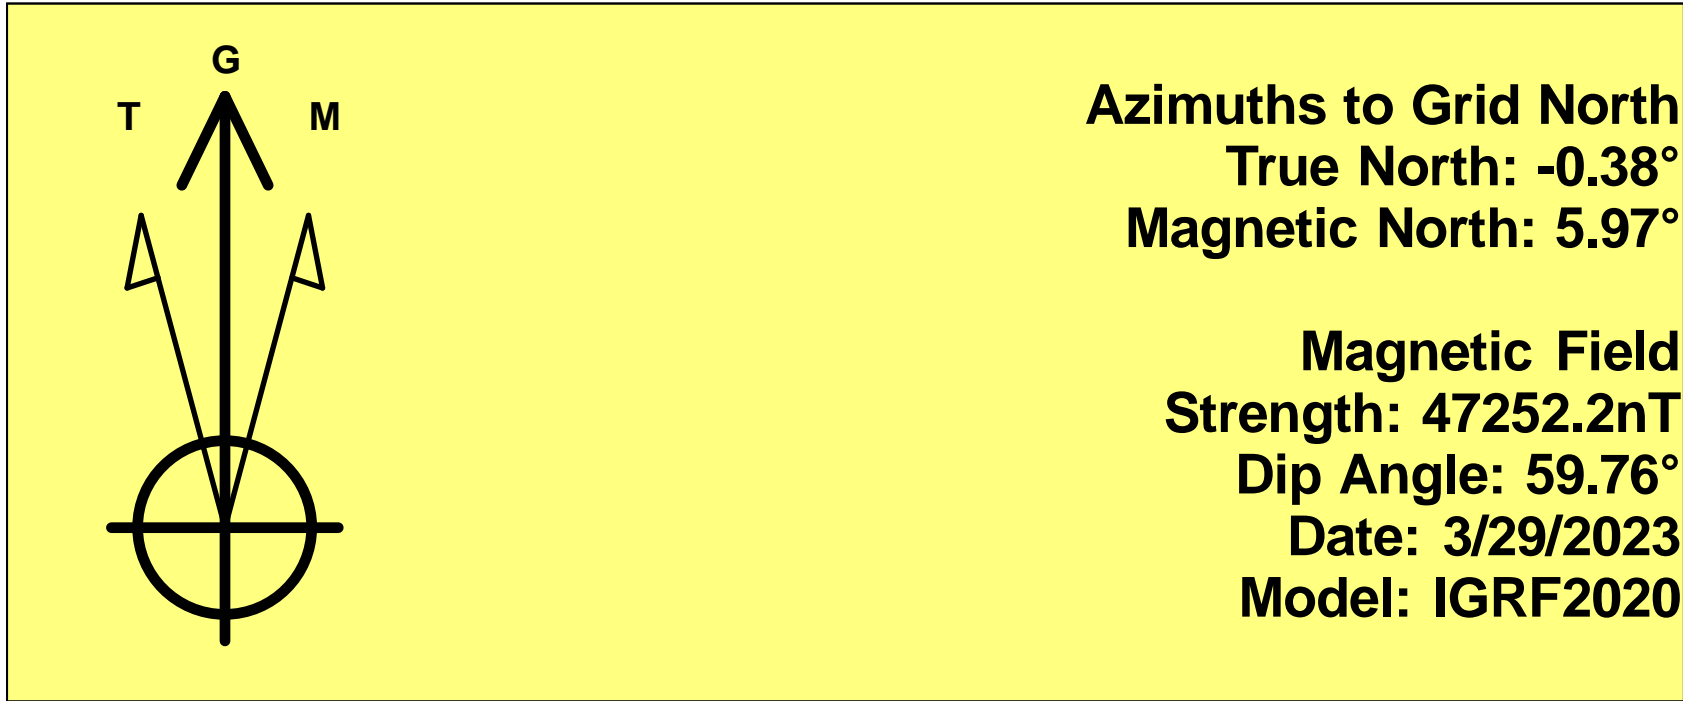 G
T
M
Azimuths to Grid North
True North: -0.38°
Magnetic North: 5.97°
Magnetic Field
Strength: 47252.2nT
Dip Angle: 59.76°
Date: 3/29/2023
Model: IGRF2020